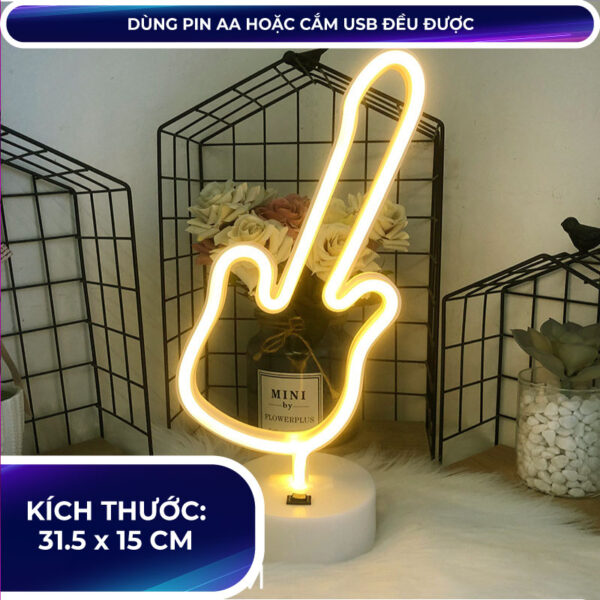 DÙNG PIN AA HOẶC CẮM USB ĐỀU ĐƯỢC
MINI
by
FLOWERPLUS
KÍCH THƯỚC:
31.5 x 15 CM